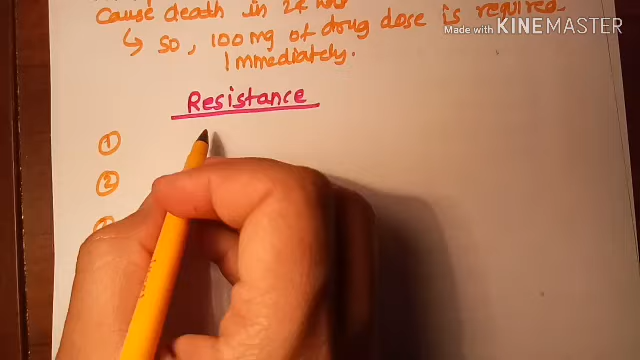 Cause death in 24 hour
↳ so, 100 mg of drug dose is required
Immediately.
Made with KINEMASTER
Resistance
①
②